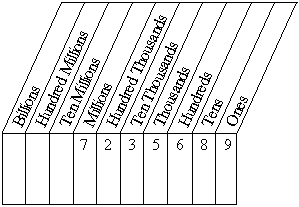 Billions
Hundred Millions
Ten Millions
Millions
Hundred Thousands
Ten Thousands
Thousands
Hundreds
Tens
Ones
7 2 3 5 6 8 9